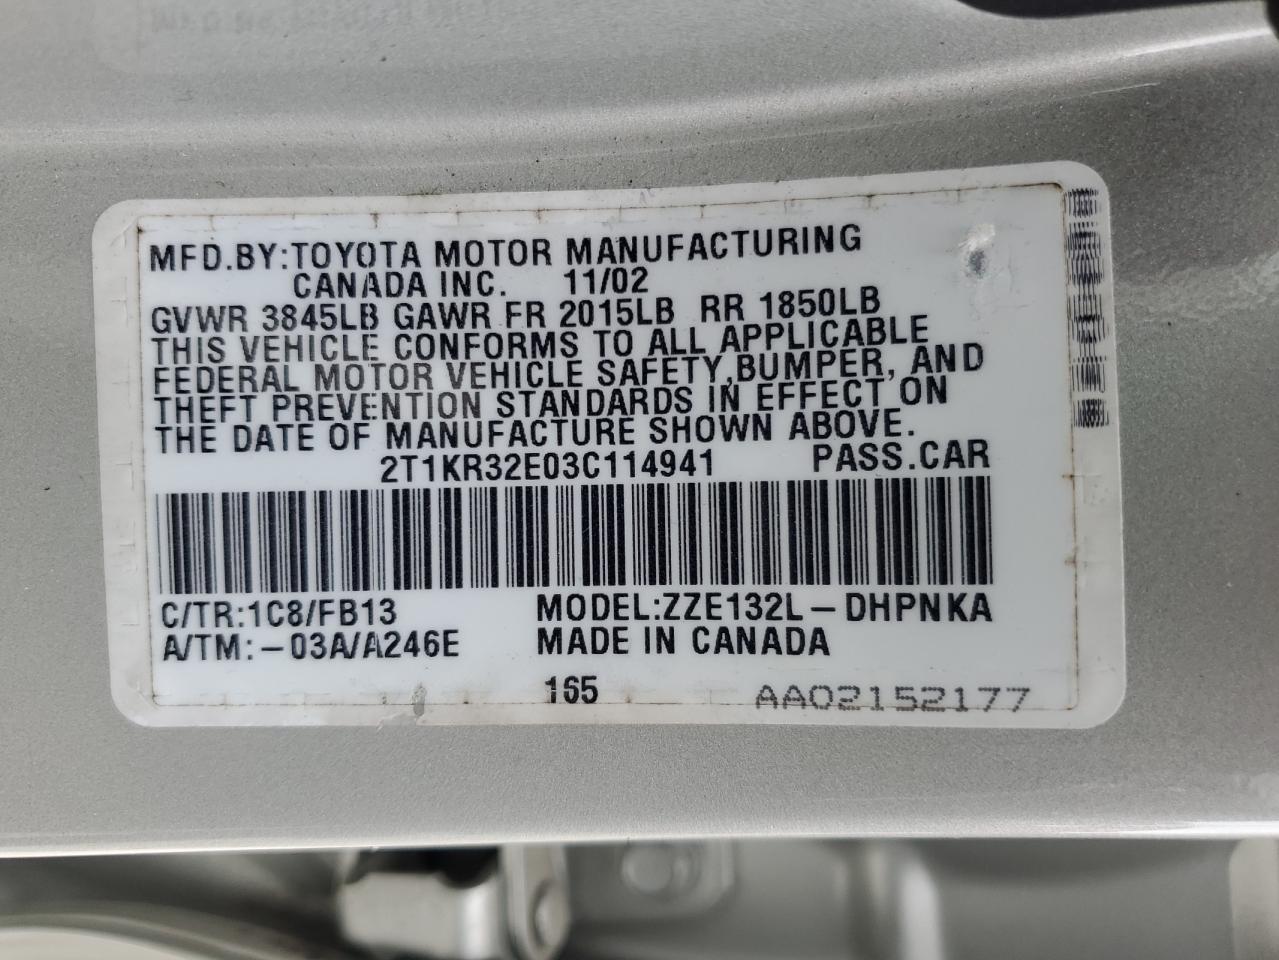 MFD.BY:TOYOTA MOTOR MANUFACTURING
CANADA INC. 11/02
GVWR 3845LB GAWR FR 2015LB RR 1850LB
THIS VEHICLE CONFORMS TO ALL APPLICABLE
FEDERAL MOTOR VEHICLE SAFETY,BUMPER, AND
THEFT PREVENTION STANDARDS IN EFFECT ON
THE DATE OF MANUFACTURE SHOWN ABOVE.
2T1KR32E03C114941 PASS.CAR
C/TR:1C8/FB13 MODEL:ZZE132L-DHPNKA
A/TM:-03A/A246E MADE IN CANADA
165 AA02152177